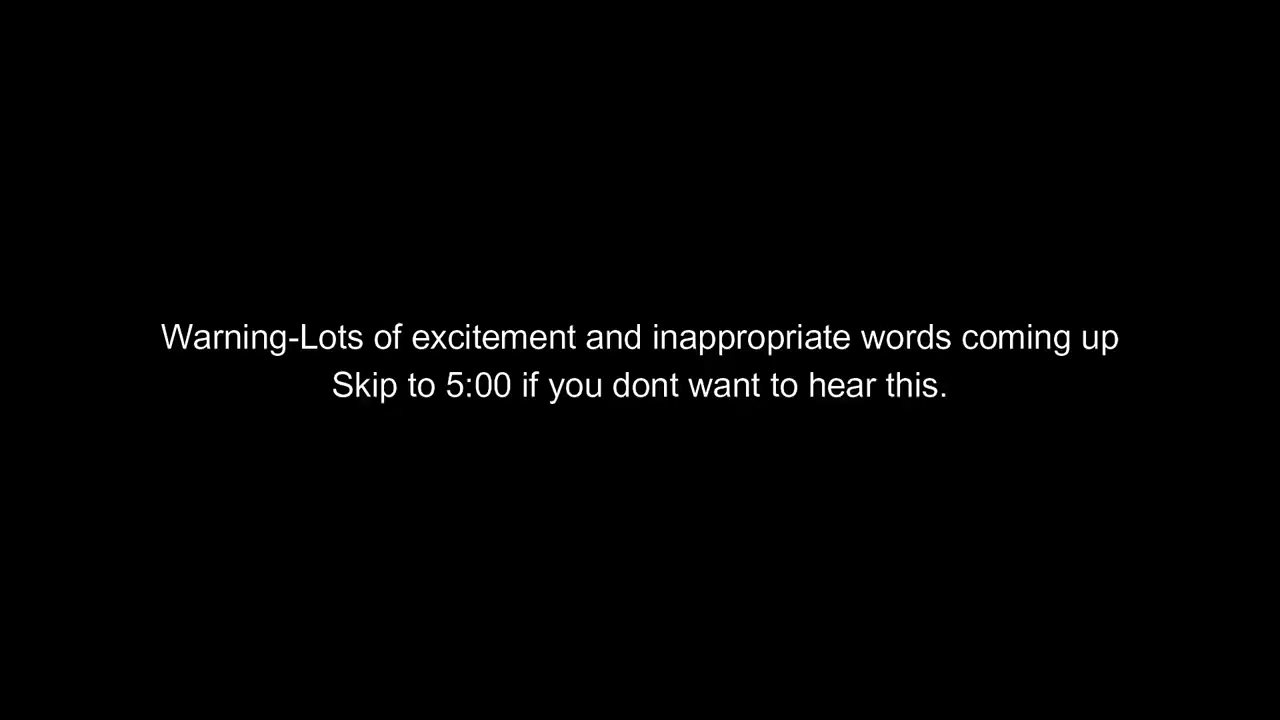 Warning-Lots of excitement and inappropriate words coming up
Skip to 5:00 if you dont want to hear this.